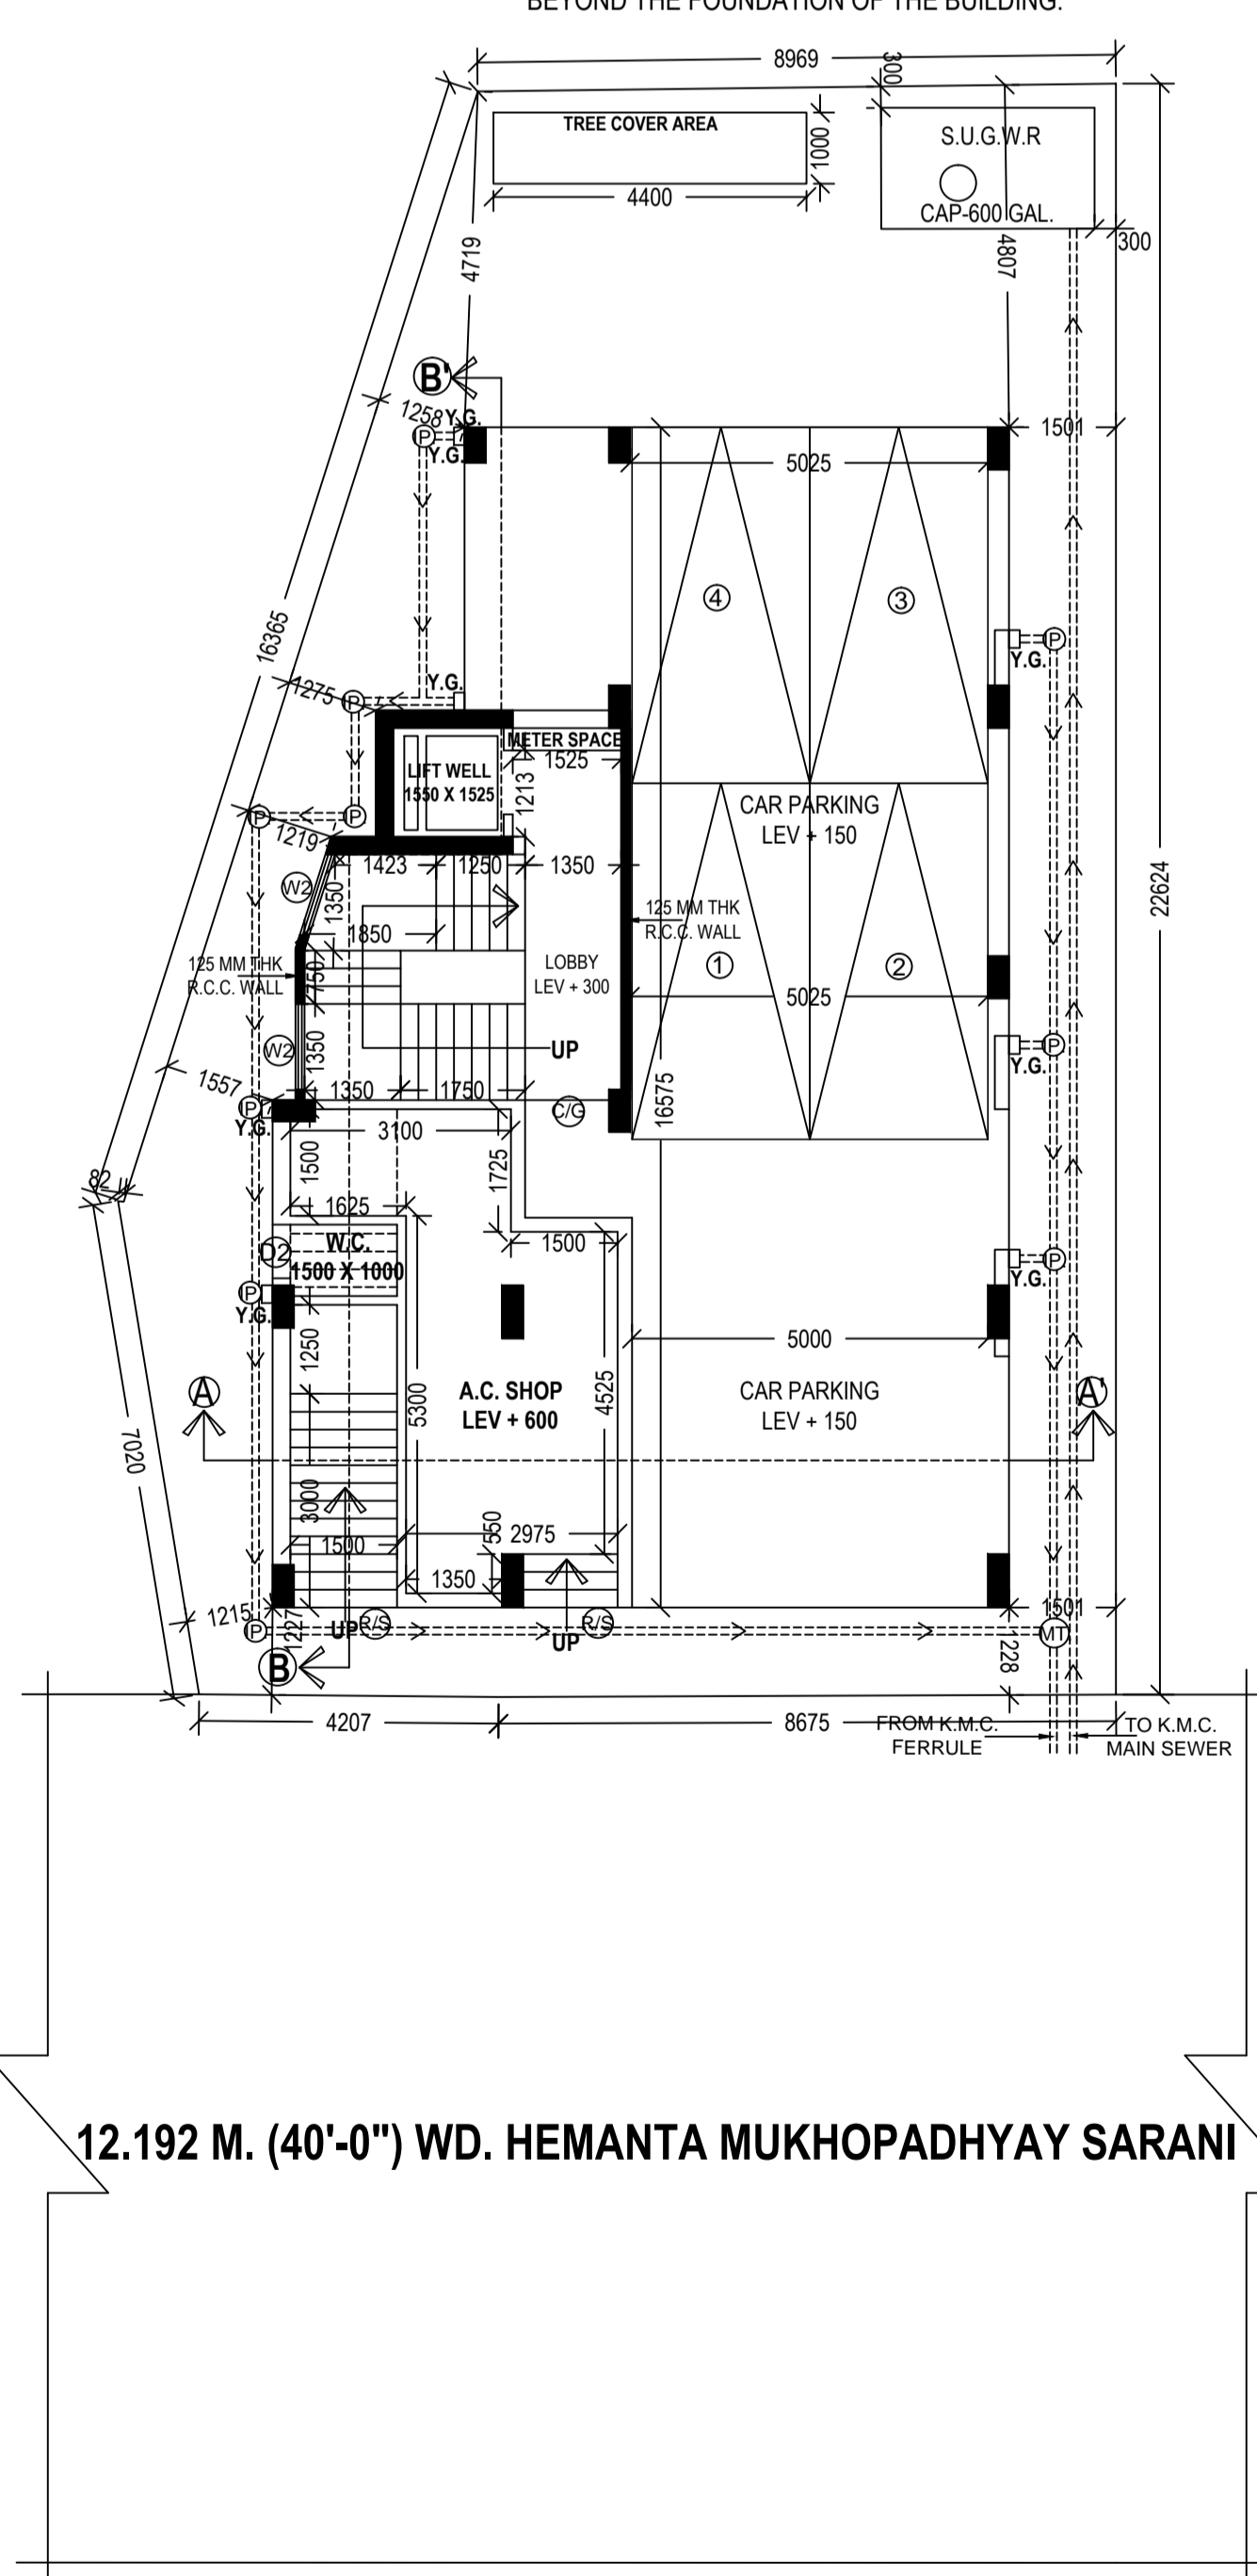 BEYOND THE FOUNDATION OF THE BUILDING.
8969
300
TREE COVER AREA
1000
4400
S.U.G.W.R
CAP-600 GAL.
300
4719
4807
B'
1258
Y.G.
P
Y.G.
1501
5025
4
3
16365
22624
P
Y.G.
1275
P
Y.G.
METER SPACE
1525
LIFT WELL
1550 X 1525
1213
CAR PARKING
LEV + 150
P
P
1219
1423
1250
1350
W2
1350
1850
125 MM THK
R.C.C. WALL
125 MM THK
R.C.C. WALL
750
LOBBY
LEV + 300
1
2
5025
W2
1350
UP
P
Y.G.
1557
1350
1750
16575
P
Y.G.
C/G
3100
1500
1725
82
1625
1500
D2
W.C.
1500 X 1000
P
Y.G.
P
Y.G.
1250
5000
A
A.C. SHOP
LEV + 600
5300
4525
CAR PARKING
LEV + 150
A'
7020
3000
1500
550
2975
1350
1215
P
1227
UP
R/S
UP
R/S
1501
MT
1228
B
4207
8675
FROM K.M.C.
FERRULE
TO K.M.C.
MAIN SEWER
12.192 M. (40'-0") WD. HEMANTA MUKHOPADHYAY SARANI